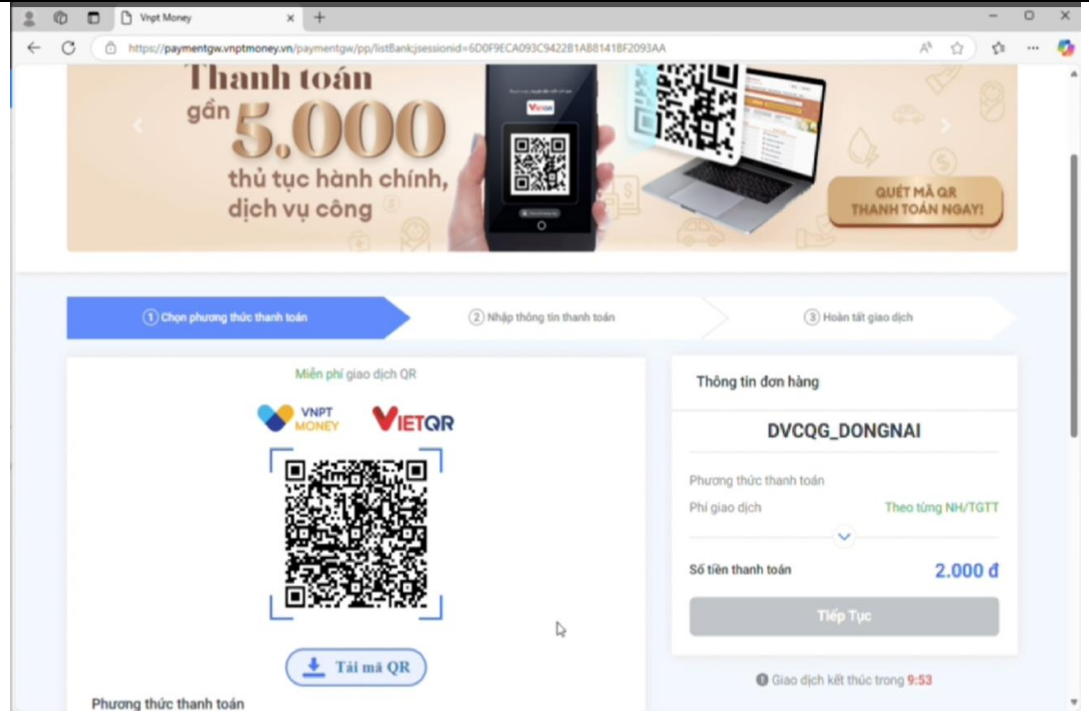 Vnpt Money
https://paymentgw.vnptmoney.vn/paymentgw/pp/listBank;jsessionid=6D0F9ECA093C9422B1AB8141BF2093AA
Thanh toán
gần 5.000
thủ tục hành chính,
dịch vụ công
VIETQR
QUÉT MÃ QR
THANH TOÁN NGAY!
1 Chọn phương thức thanh toán
2 Nhập thông tin thanh toán
3 Hoàn tất giao dịch
Miễn phí giao dịch QR
VNPT
MONEY
VIETQR
Tải mã QR
Phương thức thanh toán
Thông tin đơn hàng
DVCQG_DONGNAI
Phương thức thanh toán
Phí giao dịch Theo từng NH/TGTT
Số tiền thanh toán 2.000 đ
Tiếp Tục
Giao dịch kết thúc trong 9:53